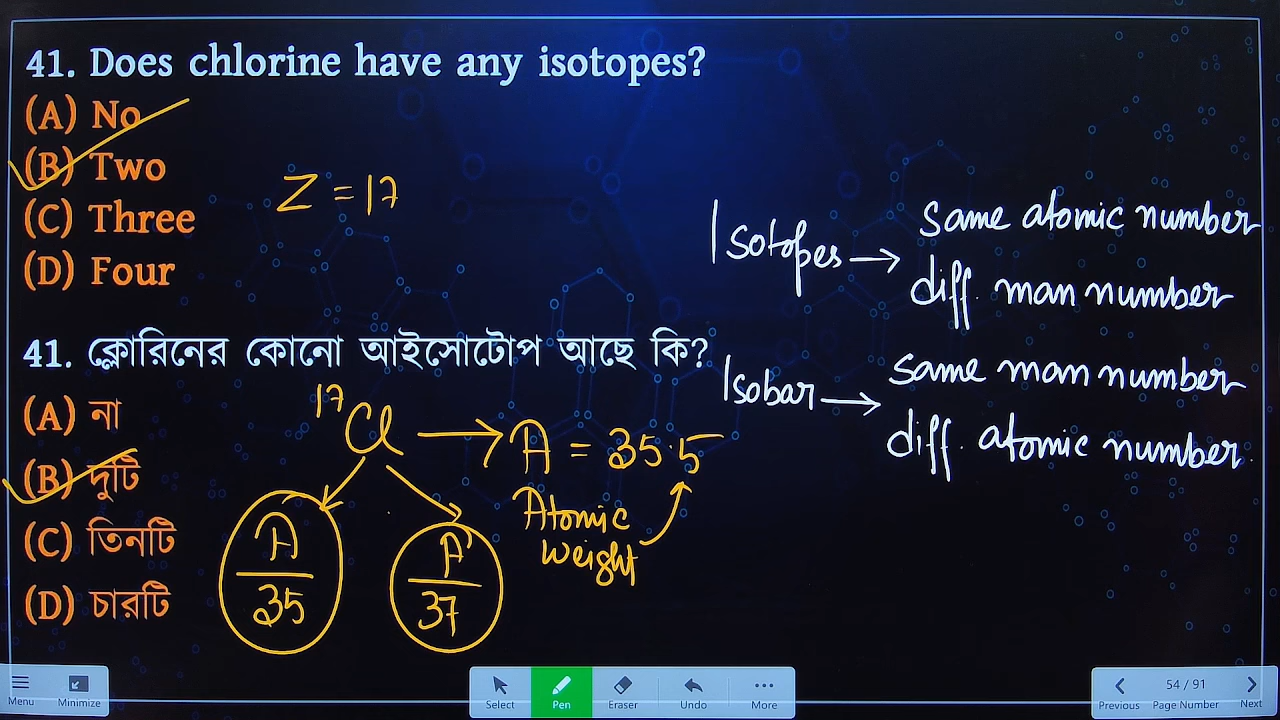 41. Does chlorine have any isotopes?
(A) No
(B) Two
(C) Three
(D) Four
Z = 17
41. ক্লোরিনের কোনো আইসোটোপ আছে কি?
(A) না
(B) দুটি
(C) তিনটি
(D) চারটি
17Cl → A = 35.5
Atomic
weight
A
35
A
37
Isotopes → same atomic number
diff. mass number
Isobar → same mass number
diff. atomic number.
Menu
Minimize
Select
Pen
Eraser
Undo
More
Previous
54 / 91
Page Number
Next